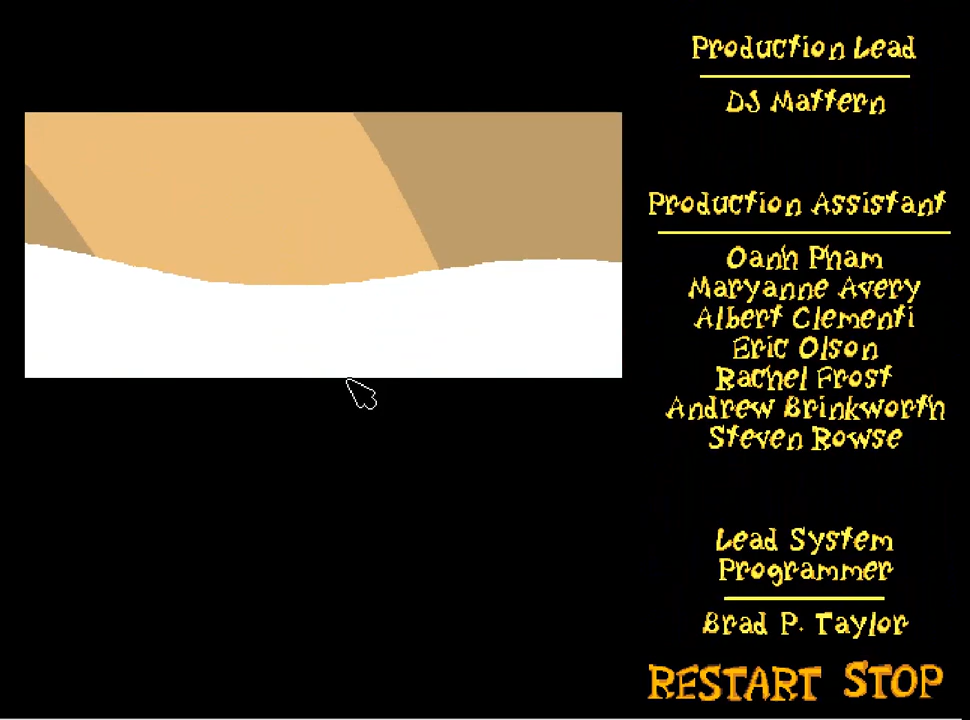 Production Lead
DJ Mattern
Production Assistant
Oanh Pham
Maryanne Avery
Albert Clementi
Eric Olson
Rachel Frost
Andrew Brinkworth
Steven Rowse
Lead System
Programmer
Brad P. Taylor
RESTART STOP